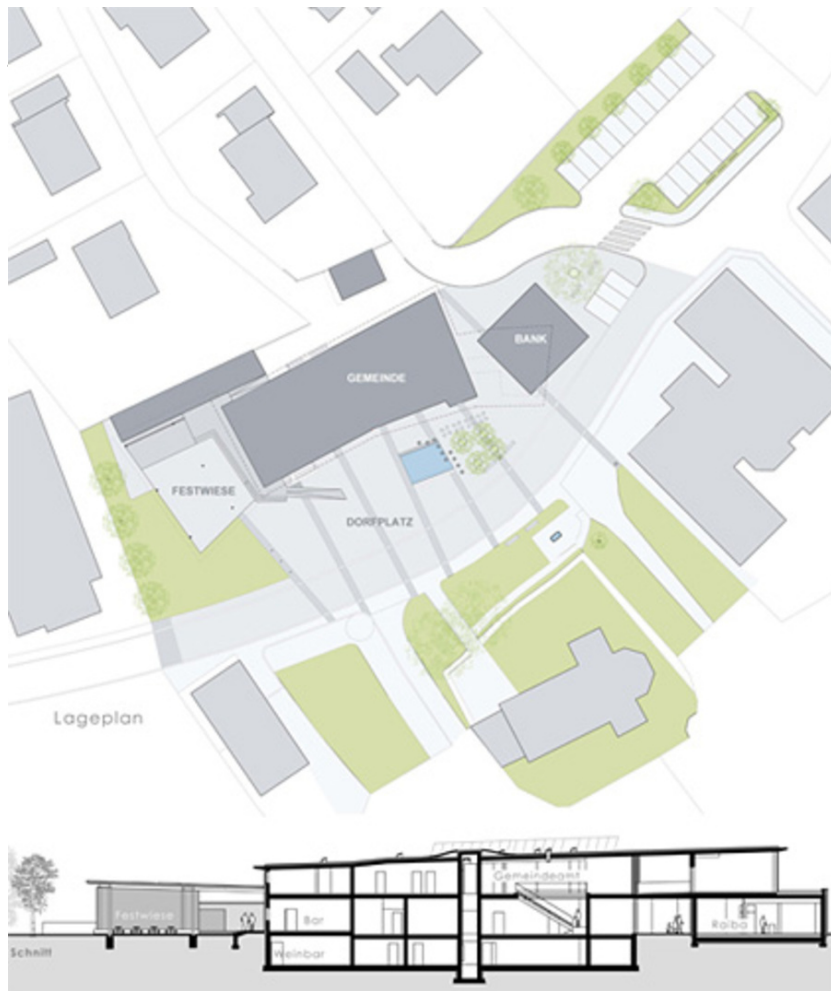 BANK
GEMEINDE
FESTWIESE
DORFPLATZ
Lageplan
Gemeindeamt
Festwiese
Bar
Raiba
Schnitt
Weinbar